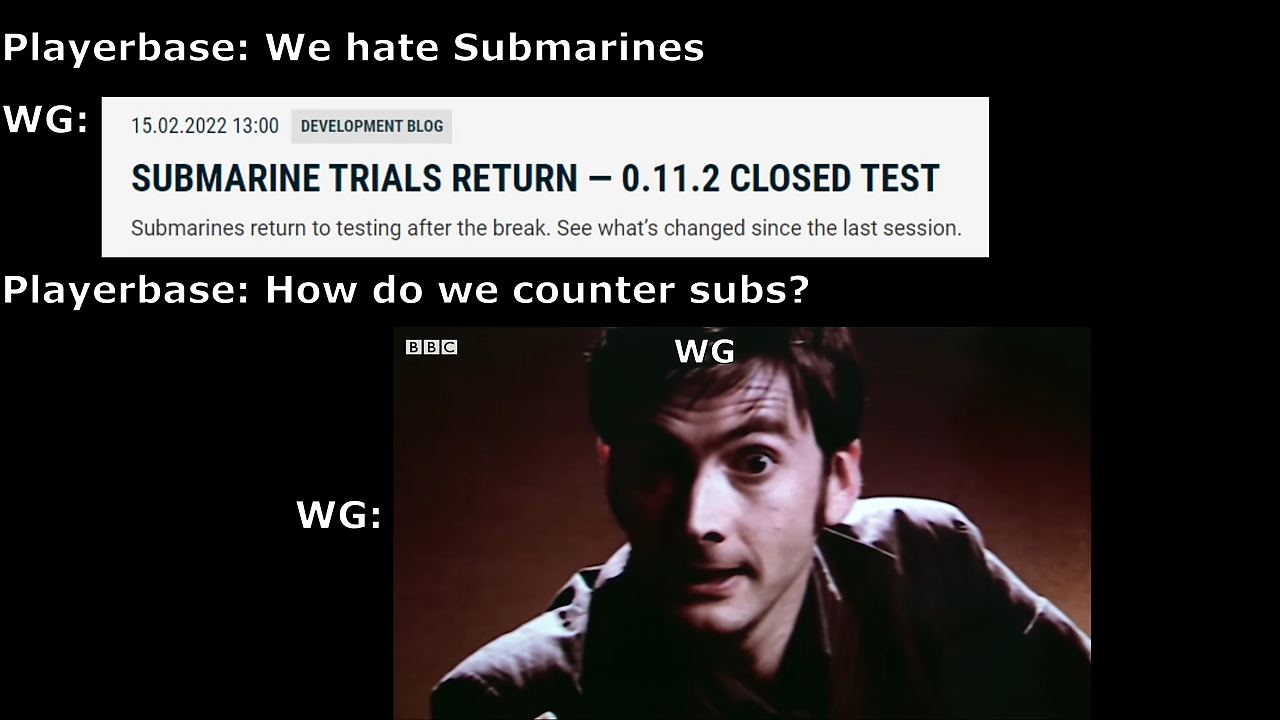 Playerbase: We hate Submarines
WG:
15.02.2022 13:00 DEVELOPMENT BLOG
SUBMARINE TRIALS RETURN — 0.11.2 CLOSED TEST
Submarines return to testing after the break. See what's changed since the last session.
Playerbase: How do we counter subs?
BBC
WG
WG: